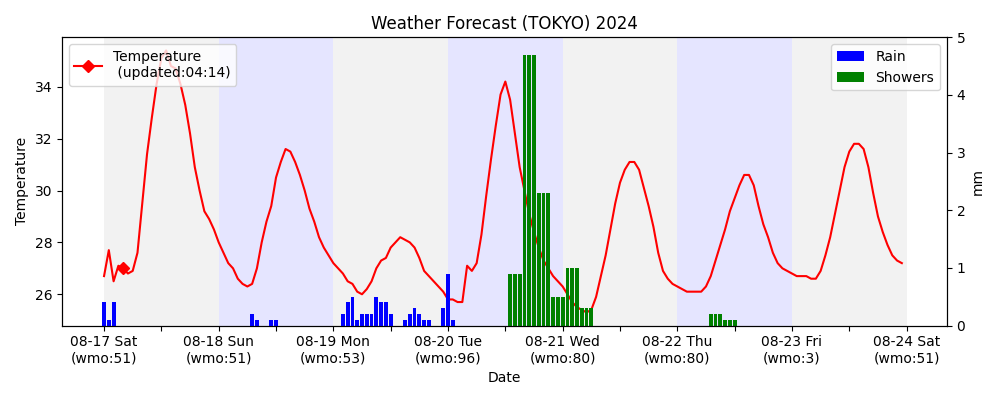 Weather Forecast (TOKYO) 2024
Temperature
(updated:04:14)
Rain
Showers
Temperature
34
32
30
28
26
5
4
3
2
1
0
mm
08-17 Sat
(wmo:51)
08-18 Sun
(wmo:51)
08-19 Mon
(wmo:53)
08-20 Tue
(wmo:96)
08-21 Wed
(wmo:80)
08-22 Thu
(wmo:80)
08-23 Fri
(wmo:3)
08-24 Sat
(wmo:51)
Date